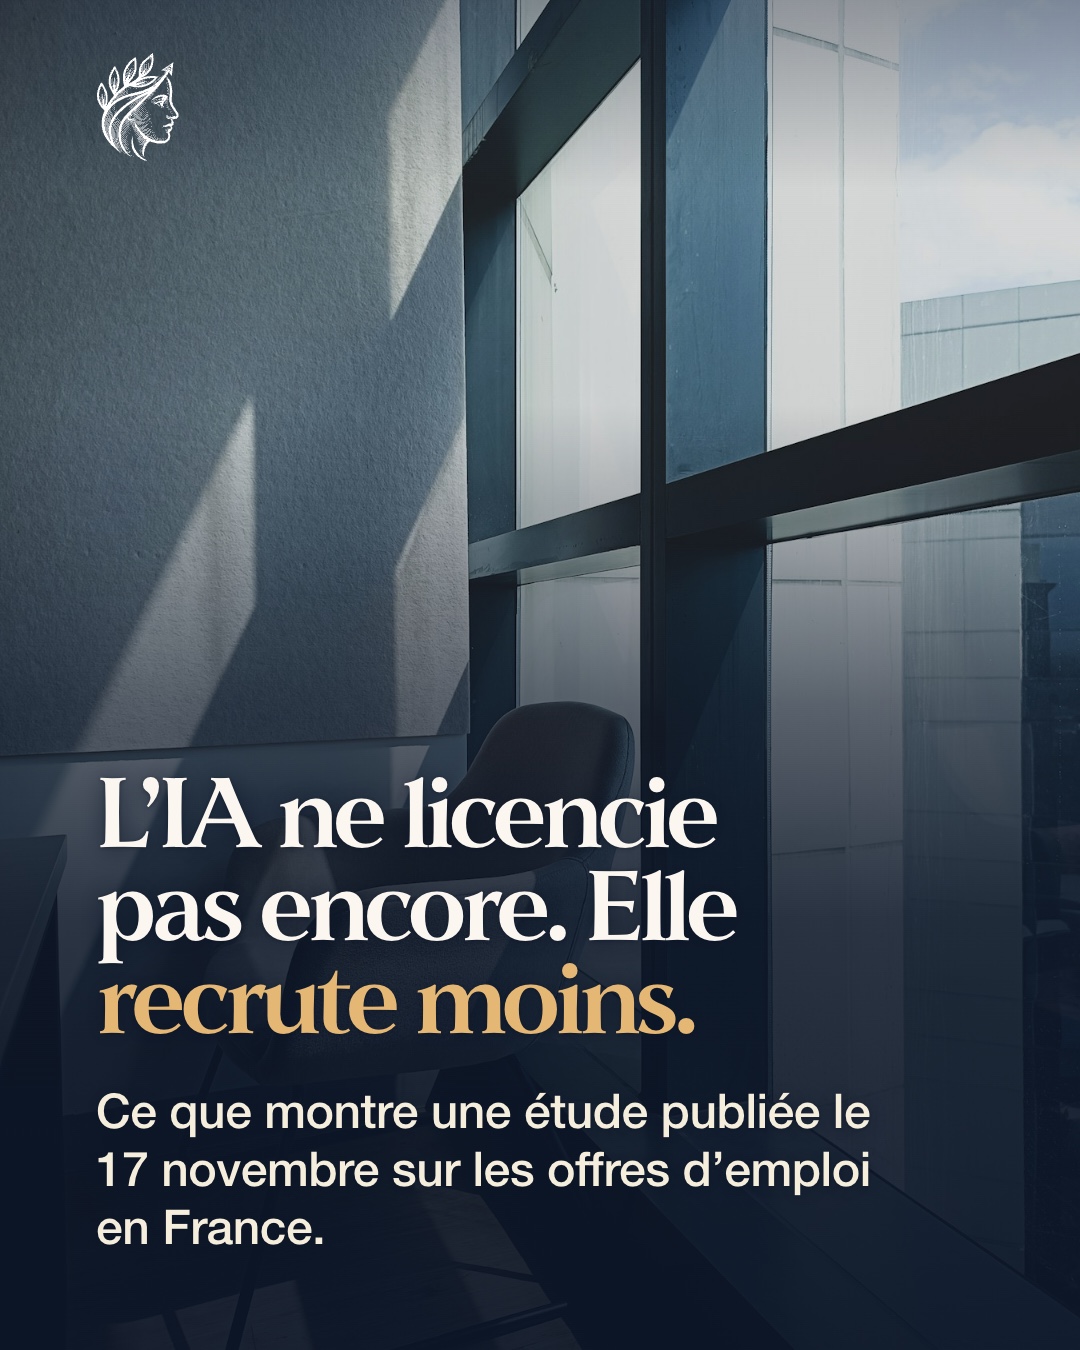 L’IA ne licencie
pas encore. Elle
recrute moins.
Ce que montre une étude publiée le
17 novembre sur les offres d’emploi
en France.